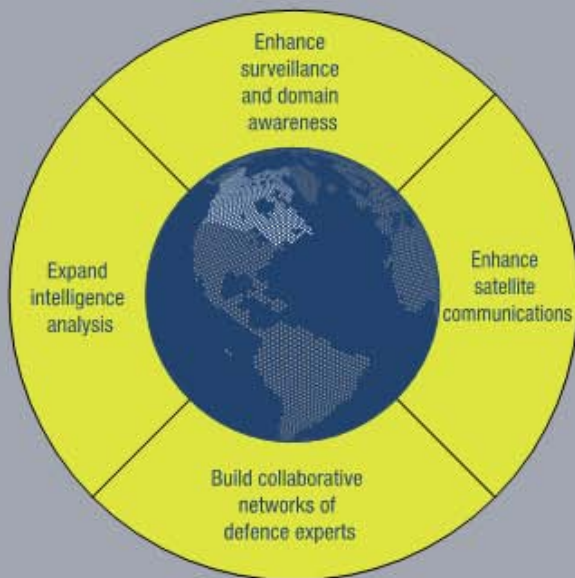 Enhance
surveillance
and domain
awareness
Expand
intelligence
analysis
Enhance
satellite
communications
Build collaborative
networks of
defence experts